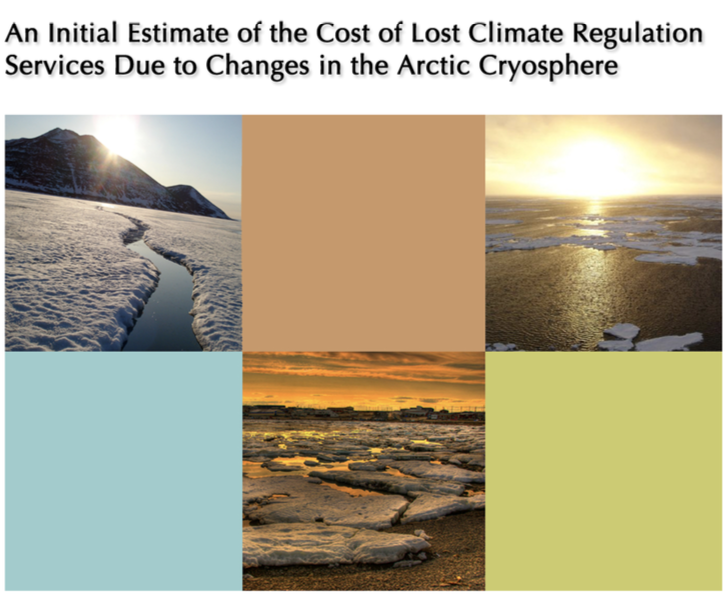 An Initial Estimate of the Cost of Lost Climate Regulation
Services Due to Changes in the Arctic Cryosphere